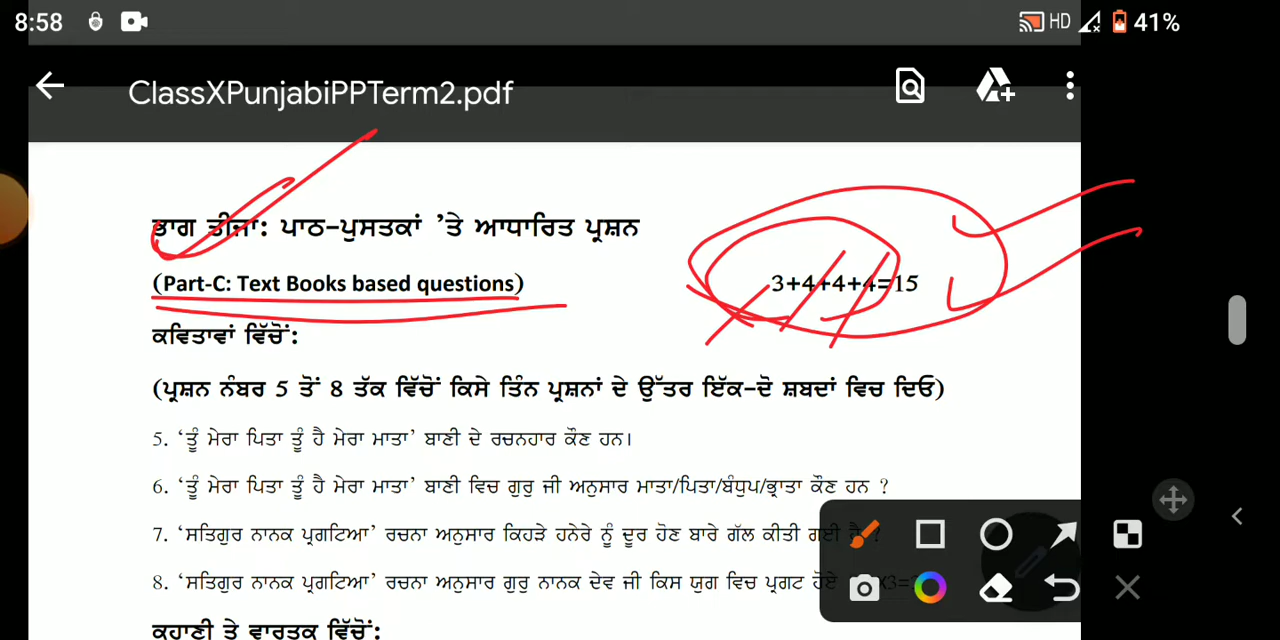 8:58 HD 41%
ClassXPunjabiPPTerm2.pdf
ਭਾਗ ਤੀਜਾ: ਪਾਠ-ਪੁਸਤਕਾਂ ’ਤੇ ਆਧਾਰਿਤ ਪ੍ਰਸ਼ਨ
(Part-C: Text Books based questions) 3+4+4+4=15
ਕਵਿਤਾਵਾਂ ਵਿੱਚੋਂ:
(ਪ੍ਰਸ਼ਨ ਨੰਬਰ 5 ਤੋਂ 8 ਤੱਕ ਵਿੱਚੋਂ ਕਿਸੇ ਤਿੰਨ ਪ੍ਰਸ਼ਨਾਂ ਦੇ ਉੱਤਰ ਇੱਕ-ਦੋ ਸ਼ਬਦਾਂ ਵਿਚ ਦਿਓ)
5. ‘ਤੂੰ ਮੇਰਾ ਪਿਤਾ ਤੂੰ ਹੈ ਮੇਰਾ ਮਾਤਾ’ ਬਾਣੀ ਦੇ ਰਚਨਹਾਰ ਕੌਣ ਹਨ।
6. ‘ਤੂੰ ਮੇਰਾ ਪਿਤਾ ਤੂੰ ਹੈ ਮੇਰਾ ਮਾਤਾ’ ਬਾਣੀ ਵਿਚ ਗੁਰੂ ਜੀ ਅਨੁਸਾਰ ਮਾਤਾ/ਪਿਤਾ/ਬੰਧੁਪ/ਭ੍ਰਾਤਾ ਕੌਣ ਹਨ ?
7. ‘ਸਤਿਗੁਰ ਨਾਨਕ ਪ੍ਰਗਟਿਆ’ ਰਚਨਾ ਅਨੁਸਾਰ ਕਿਹੜੇ ਹਨੇਰੇ ਨੂੰ ਦੂਰ ਹੋਣ ਬਾਰੇ ਗੱਲ ਕੀਤੀ ਗਈ ਹੈ ?
8. ‘ਸਤਿਗੁਰ ਨਾਨਕ ਪ੍ਰਗਟਿਆ’ ਰਚਨਾ ਅਨੁਸਾਰ ਗੁਰੂ ਨਾਨਕ ਦੇਵ ਜੀ ਕਿਸ ਯੁਗ ਵਿਚ ਪ੍ਰਗਟ ਹੋਏ
ਕਹਾਣੀ ਤੇ ਵਾਰਤਕ ਵਿੱਚੋਂ: